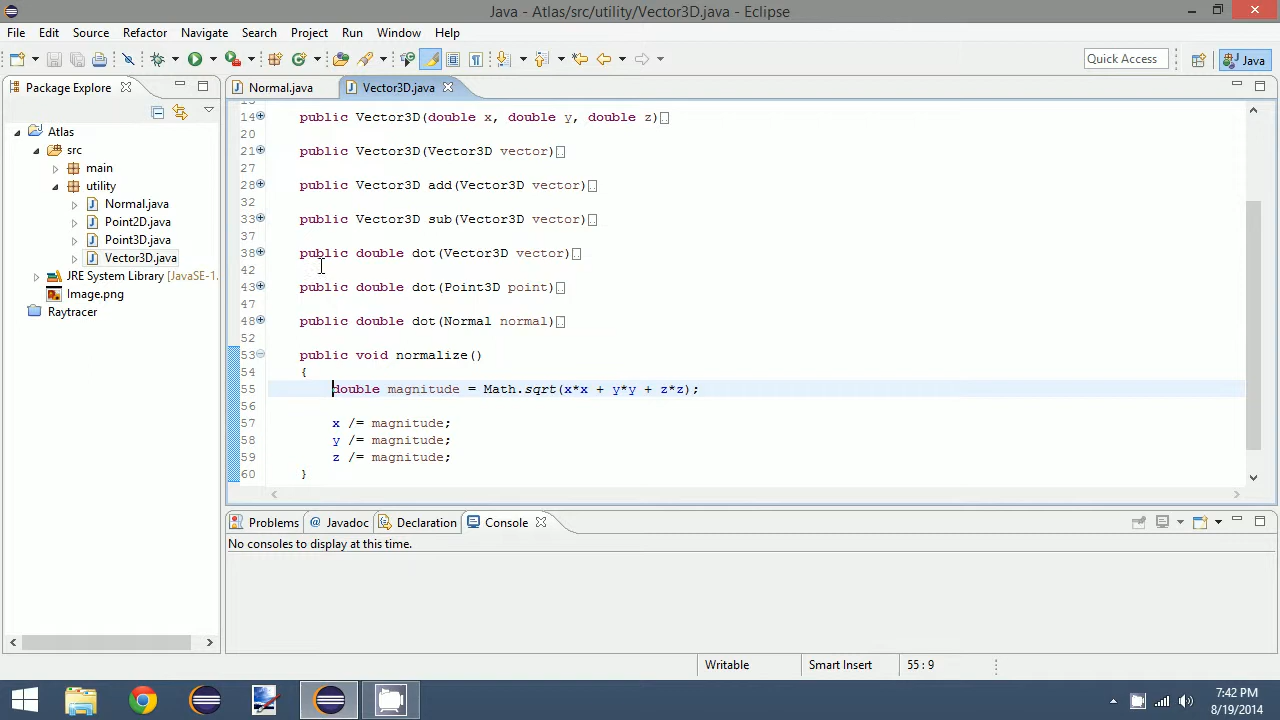 Java - Atlas/src/utility/Vector3D.java - Eclipse
File Edit Source Refactor Navigate Search Project Run Window Help
Quick Access
Java
Package Explorer
Normal.java
Vector3D.java
Atlas
src
main
utility
Normal.java
Point2D.java
Point3D.java
Vector3D.java
JRE System Library [JavaSE-1.
Image.png
Raytracer
14 public Vector3D(double x, double y, double z)
20
21 public Vector3D(Vector3D vector)
27
28 public Vector3D add(Vector3D vector)
32
33 public Vector3D sub(Vector3D vector)
37
38 public double dot(Vector3D vector)
42
43 public double dot(Point3D point)
47
48 public double dot(Normal normal)
52
53 public void normalize()
54 {
55 double magnitude = Math.sqrt(x*x + y*y + z*z);
56
57 x /= magnitude;
58 y /= magnitude;
59 z /= magnitude;
60 }
Problems @ Javadoc Declaration Console
No consoles to display at this time.
Writable Smart Insert 55 : 9
7:42 PM
8/19/2014